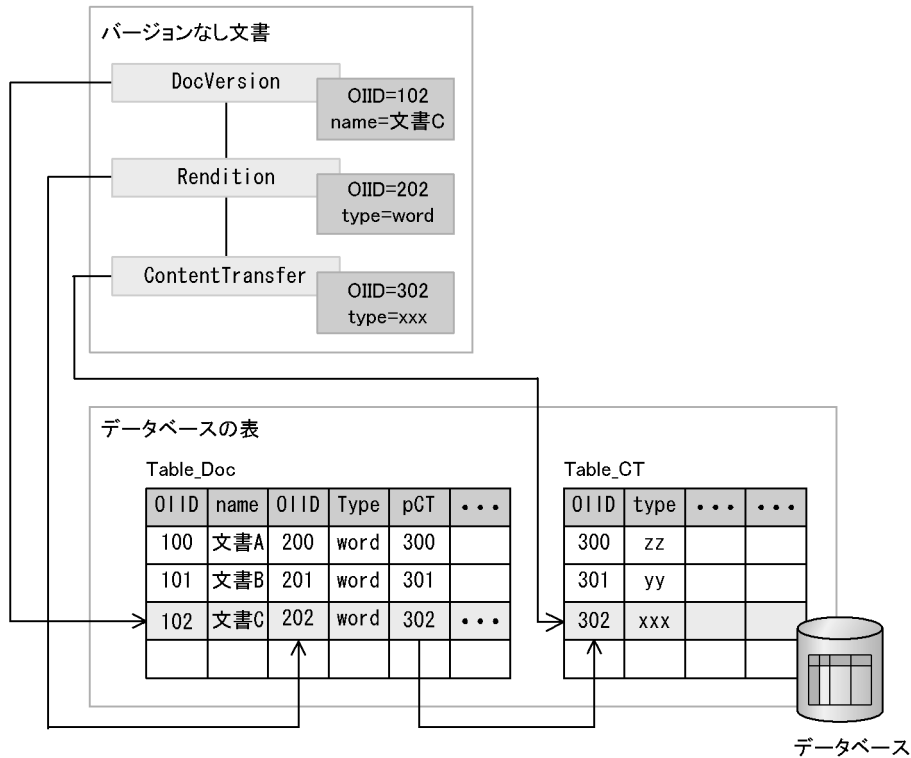 バージョンなし文書
DocVersion
OIID=102
name=文書C
Rendition
OIID=202
type=word
ContentTransfer
OIID=302
type=xxx
データベースの表
Table_Doc
OIID name OIID Type pCT ・・・
100 文書A 200 word 300
101 文書B 201 word 301
102 文書C 202 word 302 ・・・
Table_CT
OIID type ・・・ ・・・
300 zz
301 yy
302 xxx
データベース